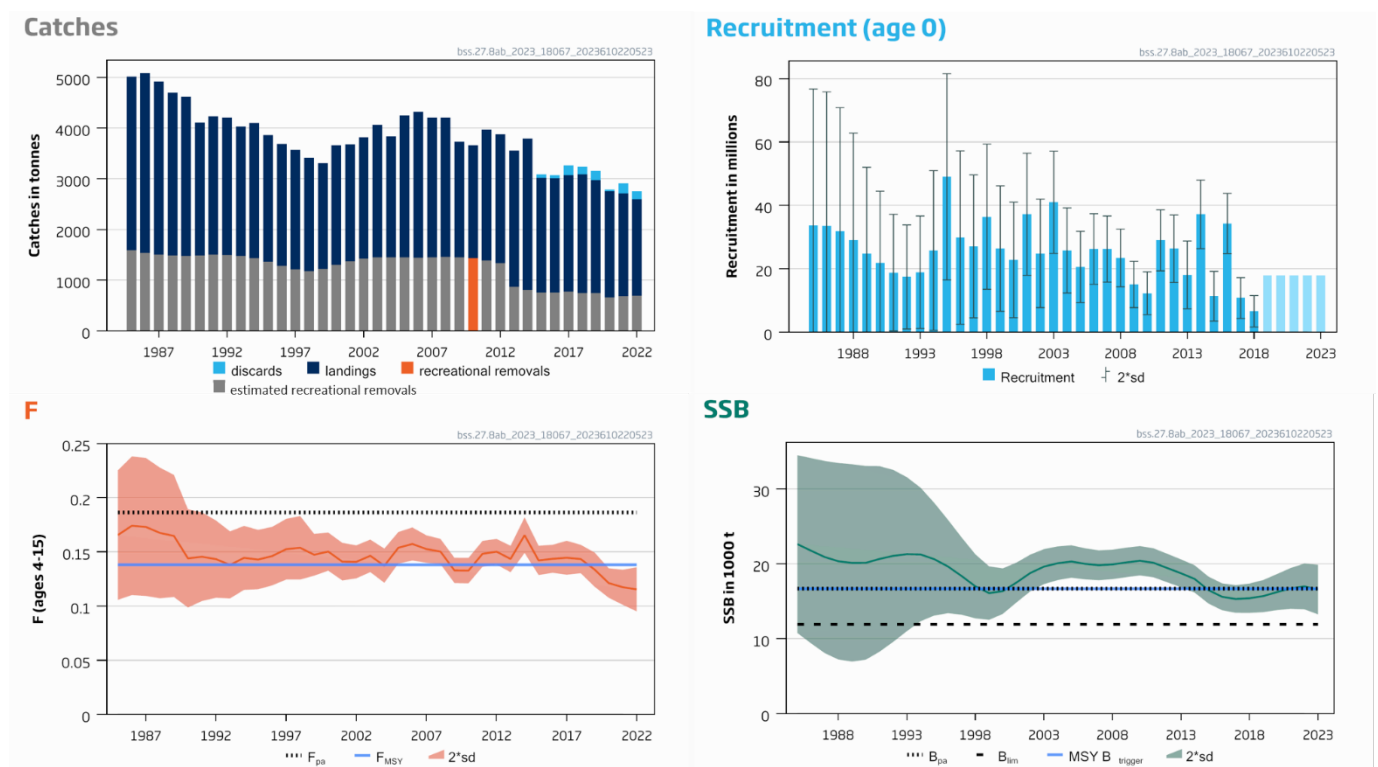 Catches
bss.27.8ab_2023_18067_2023610220523
Catches in tonnes
5000
4000
3000
2000
1000
0
1987 1992 1997 2002 2007 2012 2017 2022
discards landings recreational removals
estimated recreational removals
Recruitment (age 0)
bss.27.8ab_2023_18067_2023610220523
Recruitment in millions
80
60
40
20
0
1988 1993 1998 2003 2008 2013 2018 2023
Recruitment 2*sd
F
bss.27.8ab_2023_18067_2023610220523
F (ages 4-15)
0.25
0.2
0.15
0.1
0.05
0
1987 1992 1997 2002 2007 2012 2017 2022
Fpa FMSY 2*sd
SSB
bss.27.8ab_2023_18067_2023610220523
SSB in 1000 t
30
20
10
0
1988 1993 1998 2003 2008 2013 2018 2023
Bpa Blim MSY B trigger 2*sd